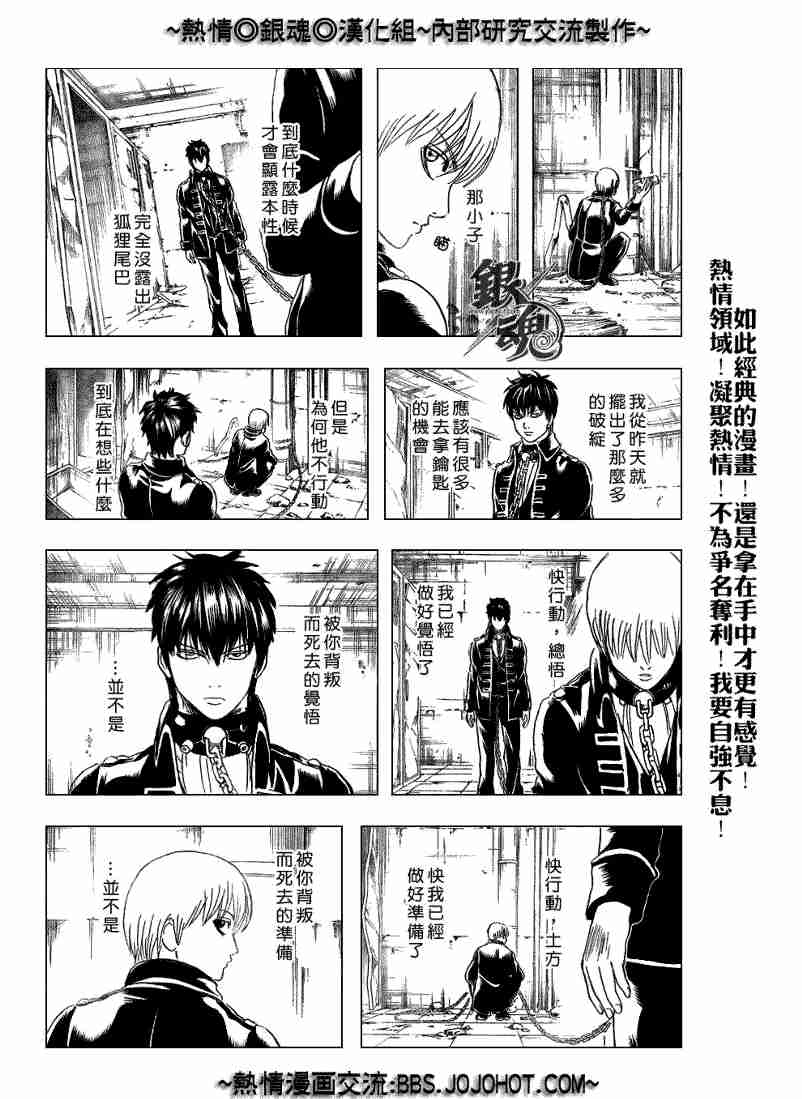 ~熱情◎銀魂◎漢化組~內部研究交流製作~
那小子
銀魂
到底什麼時候
才會顯露本性
完全沒露出
狐狸尾巴
我從昨天就
擺出了那麼多
的破綻
應該有很多
能去拿鑰匙
的機會
但是
為何他不行動
到底在想些什麼
快行動，總悟
我已經
做好覺悟了
被你背叛
而死去的覺悟
…並不是
快行動，土方
快我已經
做好準備了
被你背叛
而死去的準備
…並不是
如此經典的漫畫！還是拿在手中才更有感覺！
熱情領域！凝聚熱情！不為爭名奪利！我要自強不息！
~熱情漫画交流:BBS.JOJOHOT.COM~